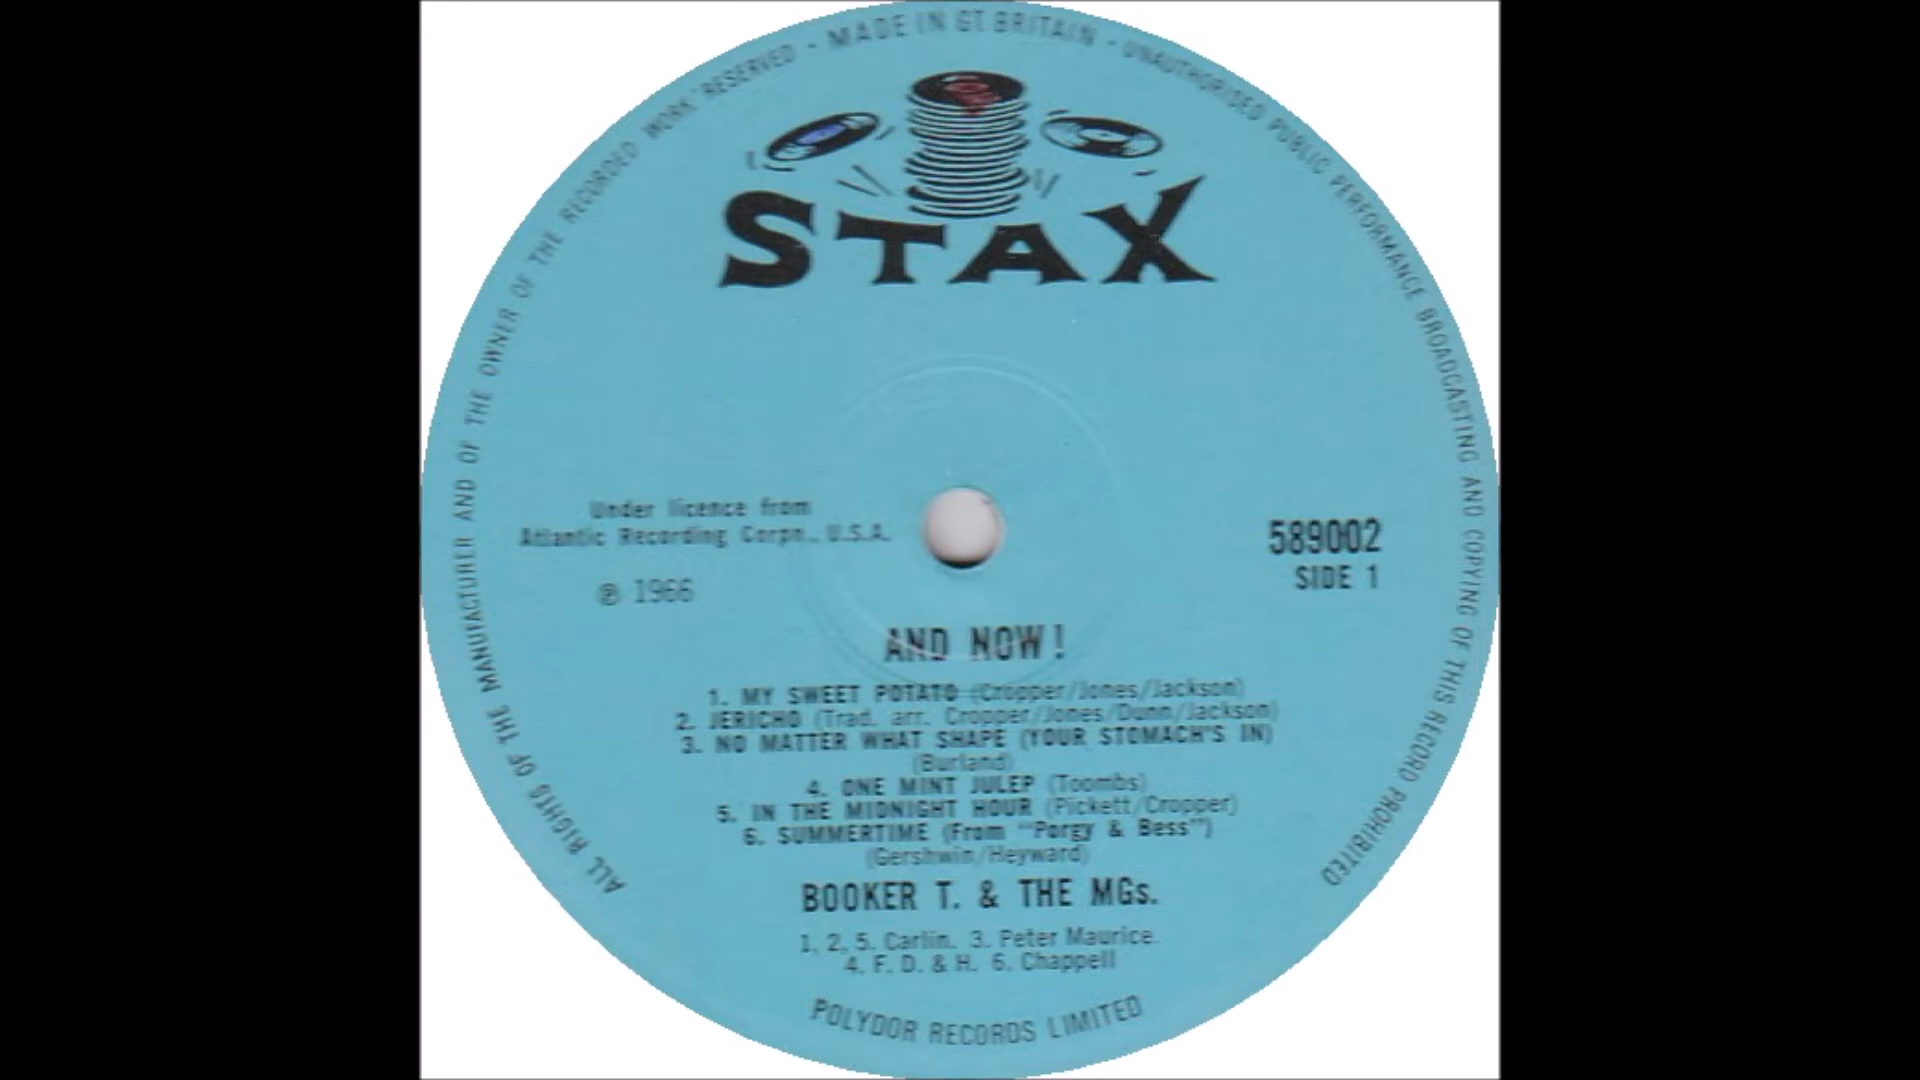 ALL RIGHTS OF THE MANUFACTURER AND OF THE OWNER OF THE RECORDED WORK RESERVED - MADE IN GT BRITAIN - UNAUTHORISED PUBLIC PERFORMANCE BROADCASTING AND COPYING OF THIS RECORD PROHIBITED
STAX
Under licence from
Atlantic Recording Corpn., U.S.A.
℗ 1966
589002
SIDE 1
AND NOW!
1. MY SWEET POTATO (Cropper/Jones/Jackson)
2. JERICHO (Trad. arr. Cropper/Jones/Dunn/Jackson)
3. NO MATTER WHAT SHAPE (YOUR STOMACH'S IN)
(Burland)
4. ONE MINT JULEP (Toombs)
5. IN THE MIDNIGHT HOUR (Pickett/Cropper)
6. SUMMERTIME (From "Porgy & Bess")
(Gershwin/Heyward)
BOOKER T. & THE MGs.
1, 2, 5. Carlin. 3. Peter Maurice.
4. F. D. & H. 6. Chappell
POLYDOR RECORDS LIMITED